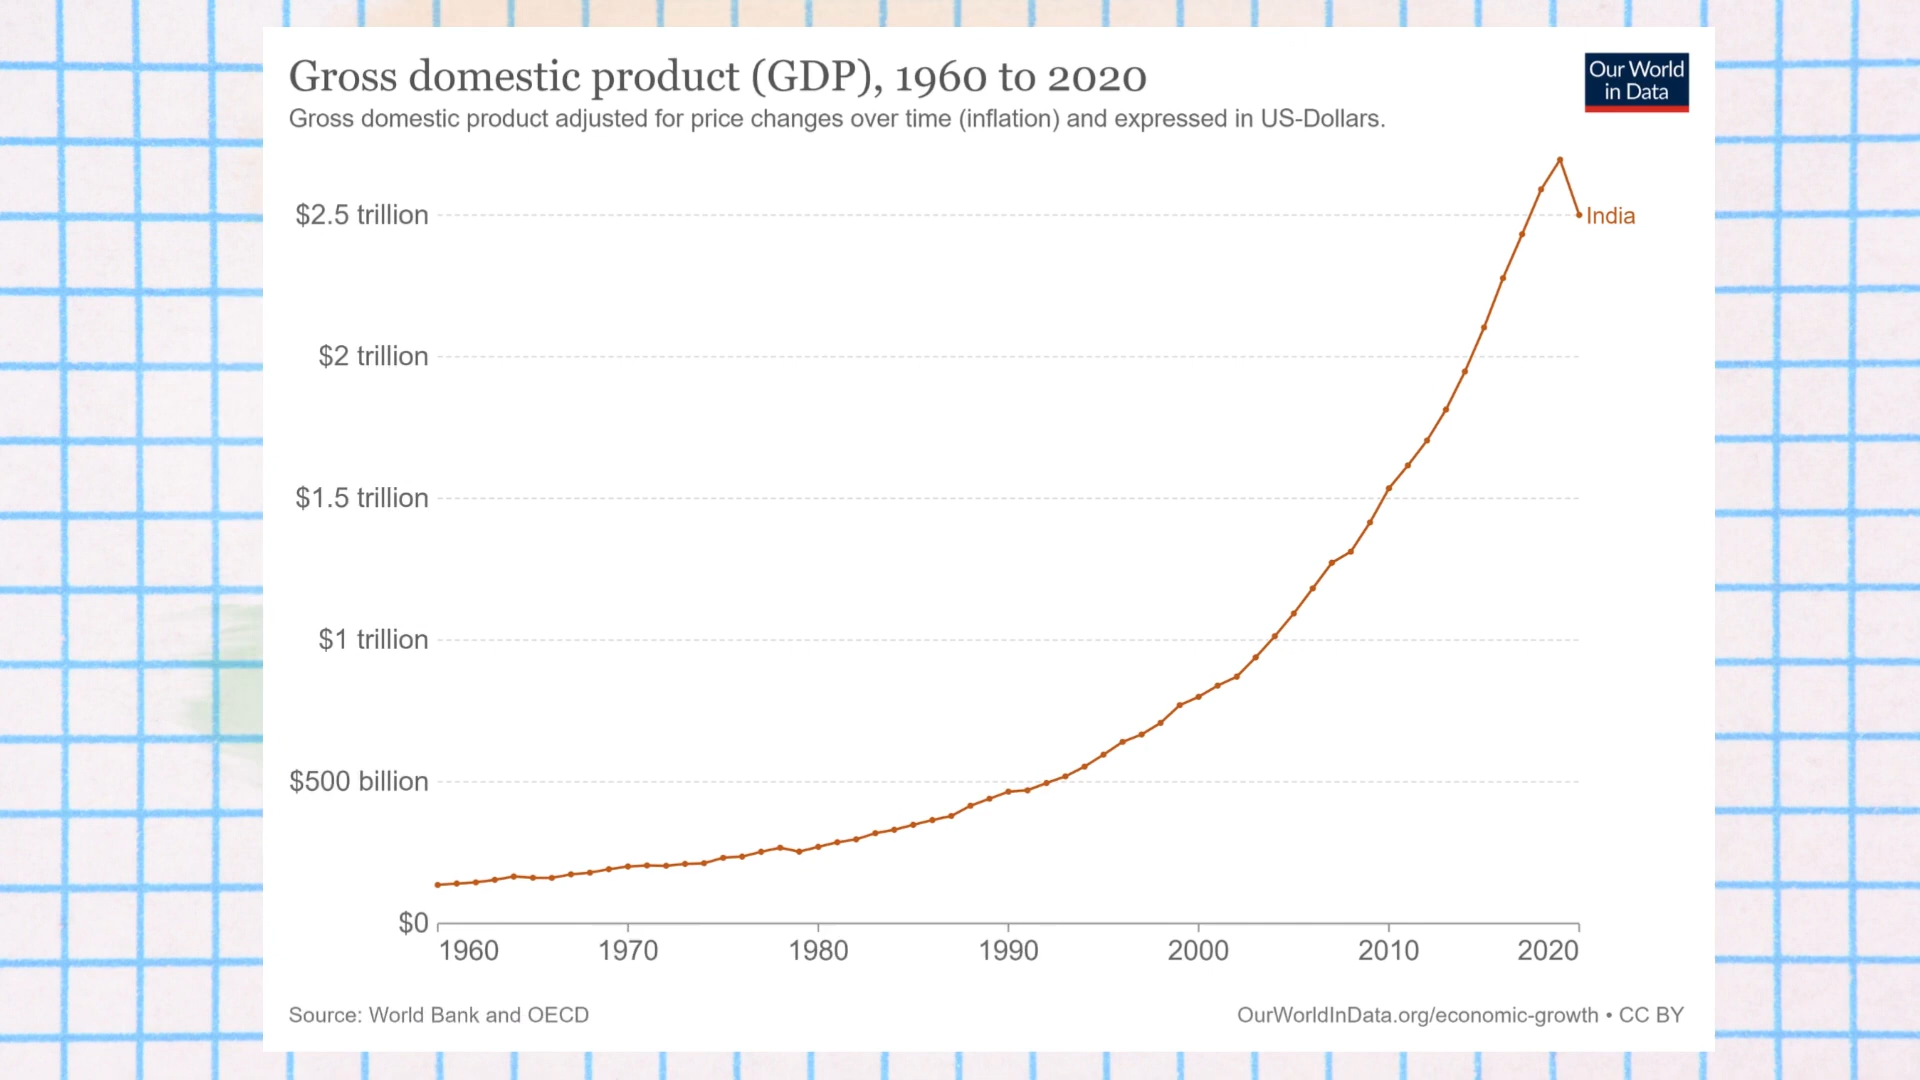 Gross domestic product (GDP), 1960 to 2020
Gross domestic product adjusted for price changes over time (inflation) and expressed in US-Dollars.
Our World
in Data
$2.5 trillion
India
$2 trillion
$1.5 trillion
$1 trillion
$500 billion
$0
1960 1970 1980 1990 2000 2010 2020
Source: World Bank and OECD
OurWorldInData.org/economic-growth • CC BY